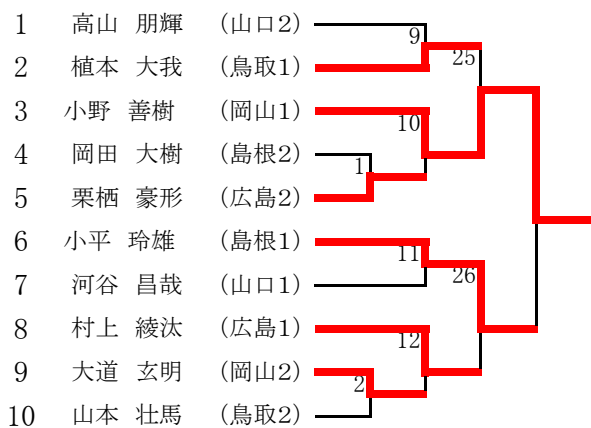 1 高山 朋輝 (山口2)
9
25
2 植本 大我 (鳥取1)
3 小野 善樹 (岡山1)
10
4 岡田 大樹 (島根2)
1
5 栗栖 豪形 (広島2)
6 小平 玲雄 (島根1)
11
26
7 河谷 昌哉 (山口1)
8 村上 綾汰 (広島1)
12
9 大道 玄明 (岡山2)
2
10 山本 壮馬 (鳥取2)